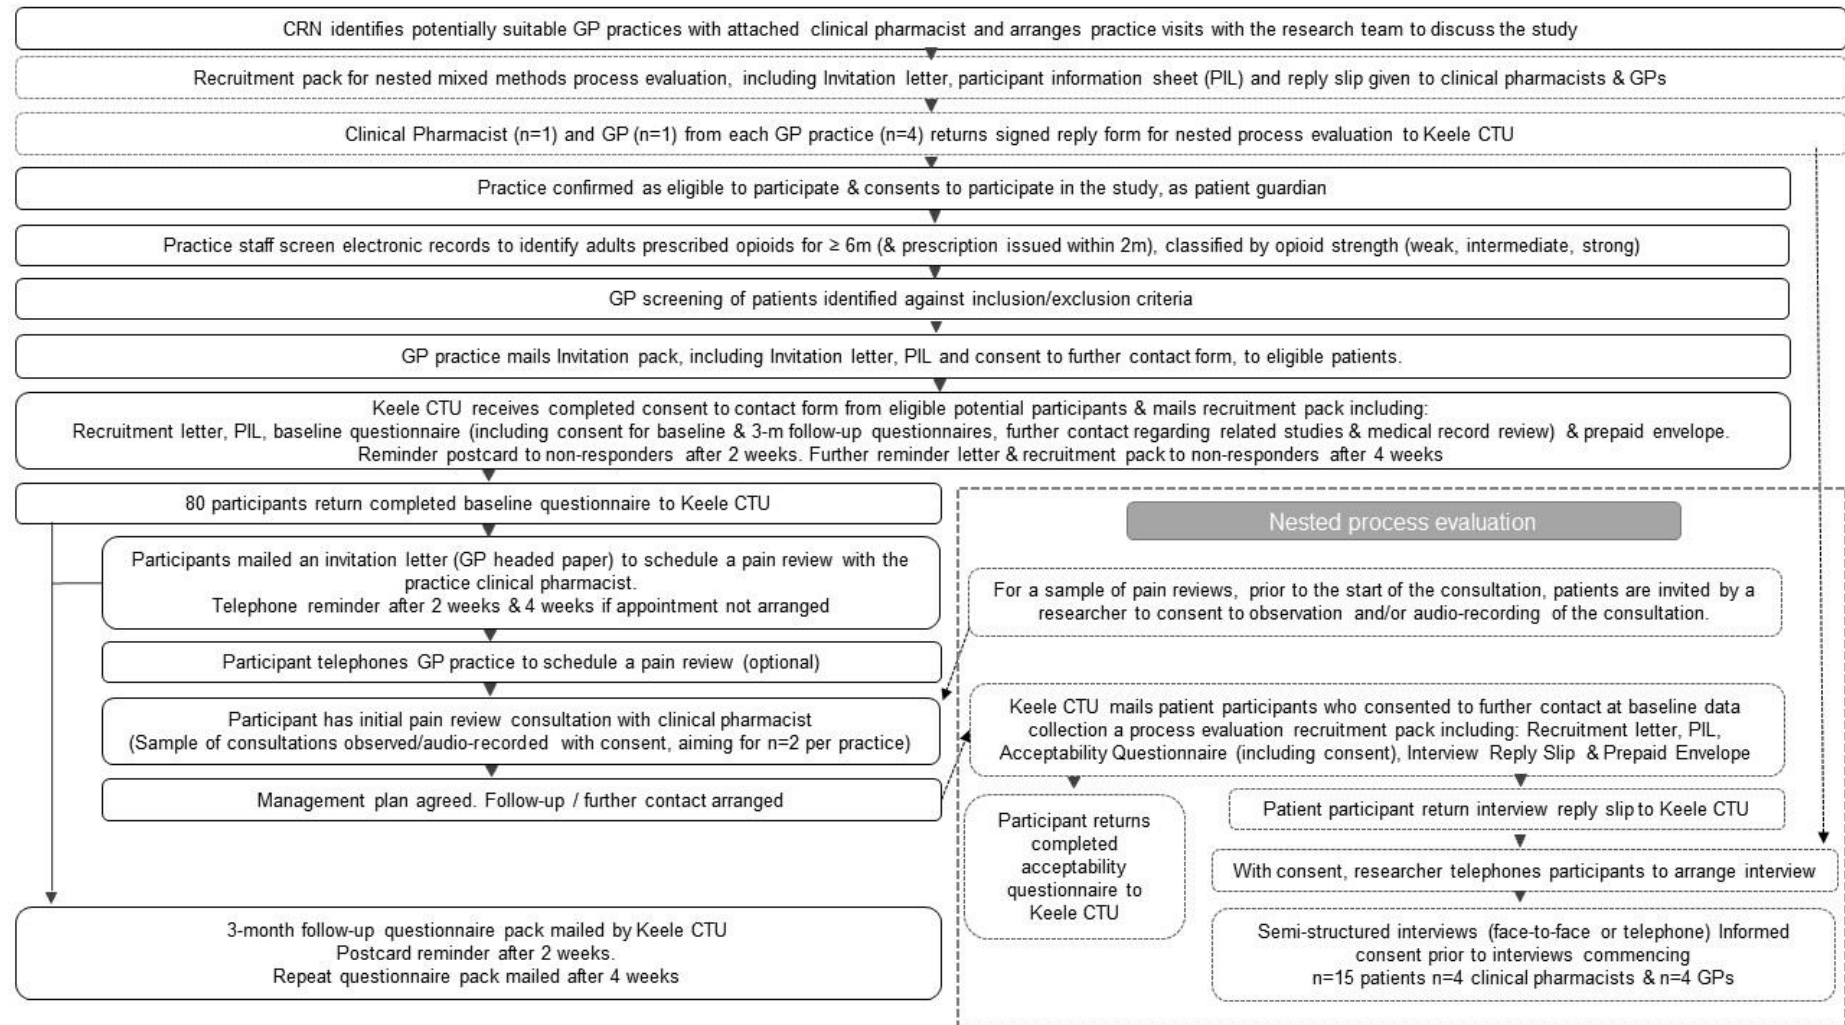 CRN identifies potentially suitable GP practices with attached clinical pharmacist and arranges practice visits with the research team to discuss the study
Recruitment pack for nested mixed methods process evaluation, including Invitation letter, participant information sheet (PIL) and reply slip given to clinical pharmacists & GPs
Clinical Pharmacist (n=1) and GP (n=1) from each GP practice (n=4) returns signed reply form for nested process evaluation to Keele CTU
Practice confirmed as eligible to participate & consents to participate in the study, as patient guardian
Practice staff screen electronic records to identify adults prescribed opioids for ≥ 6m (& prescription issued within 2m), classified by opioid strength (weak, intermediate, strong)
GP screening of patients identified against inclusion/exclusion criteria
GP practice mails Invitation pack, including Invitation letter, PIL and consent to further contact form, to eligible patients.
Keele CTU receives completed consent to contact form from eligible potential participants & mails recruitment pack including:
Recruitment letter, PIL, baseline questionnaire (including consent for baseline & 3-m follow-up questionnaires, further contact regarding related studies & medical record review) & prepaid envelope.
Reminder postcard to non-responders after 2 weeks. Further reminder letter & recruitment pack to non-responders after 4 weeks
80 participants return completed baseline questionnaire to Keele CTU
Participants mailed an invitation letter (GP headed paper) to schedule a pain review with the
practice clinical pharmacist.
Telephone reminder after 2 weeks & 4 weeks if appointment not arranged
Participant telephones GP practice to schedule a pain review (optional)
Participant has initial pain review consultation with clinical pharmacist
(Sample of consultations observed/audio-recorded with consent, aiming for n=2 per practice)
Management plan agreed. Follow-up / further contact arranged
3-month follow-up questionnaire pack mailed by Keele CTU
Postcard reminder after 2 weeks.
Repeat questionnaire pack mailed after 4 weeks
Nested process evaluation
For a sample of pain reviews, prior to the start of the consultation, patients are invited by a
researcher to consent to observation and/or audio-recording of the consultation.
Keele CTU mails patient participants who consented to further contact at baseline data
collection a process evaluation recruitment pack including: Recruitment letter, PIL,
Acceptability Questionnaire (including consent), Interview Reply Slip & Prepaid Envelope
Participant returns
completed
acceptability
questionnaire to
Keele CTU
Patient participant return interview reply slip to Keele CTU
With consent, researcher telephones participants to arrange interview
Semi-structured interviews (face-to-face or telephone) Informed
consent prior to interviews commencing
n=15 patients n=4 clinical pharmacists & n=4 GPs